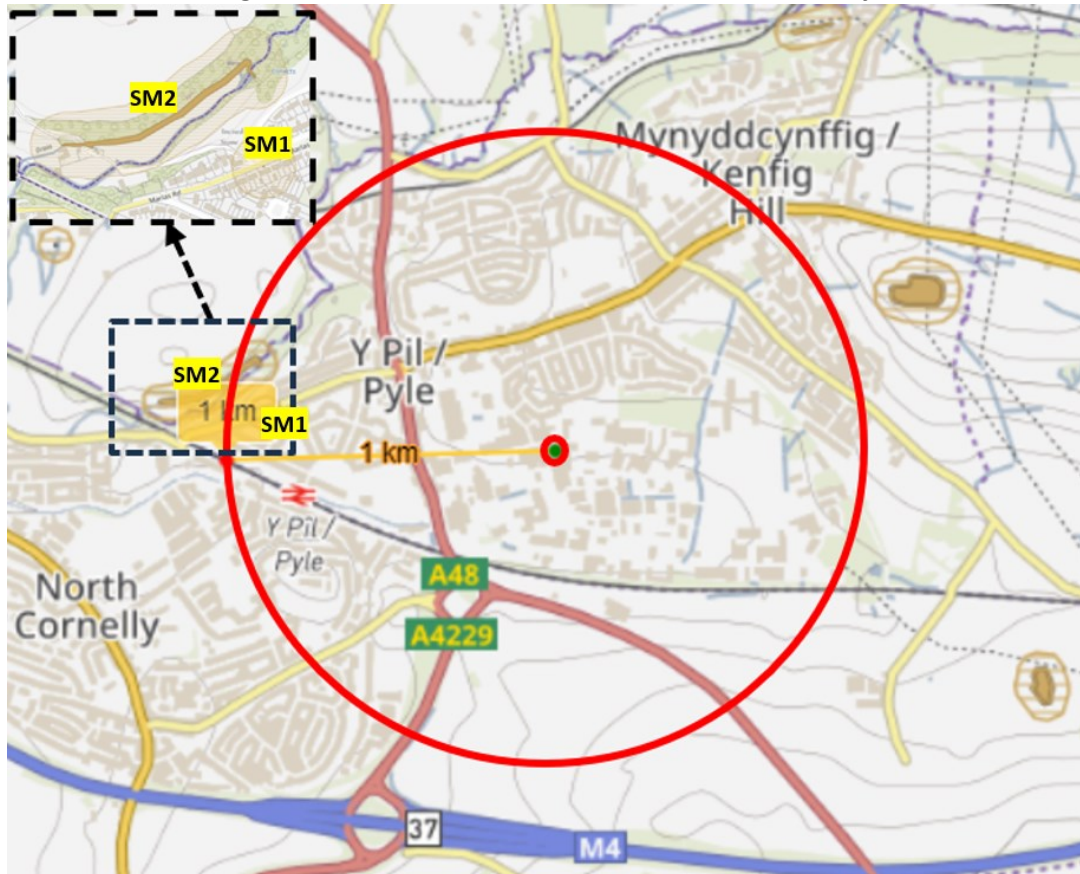 SM2
SM1
Mynyddcynffig /
Kenfig
Hill
Y Pil /
Pyle
SM2
1 km
SM1
1 km
Y Pîl /
Pyle
A48
A4229
North
Cornelly
37
M4